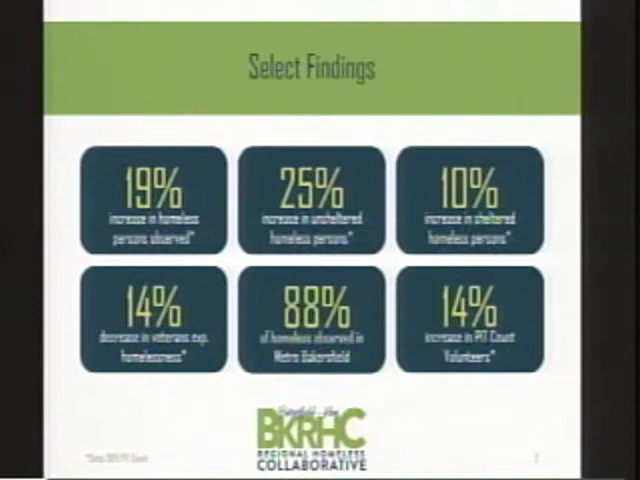 Select Findings
19%
increase in homeless
persons observed*
25%
increase in unsheltered
homeless persons*
10%
increase in sheltered
homeless persons*
14%
decrease in veterans exp.
homelessness*
88%
of homeless observed in
Metro Bakersfield
14%
increase in PIT Count
Volunteers*
BKRHC
REGIONAL HOMELESS
COLLABORATIVE